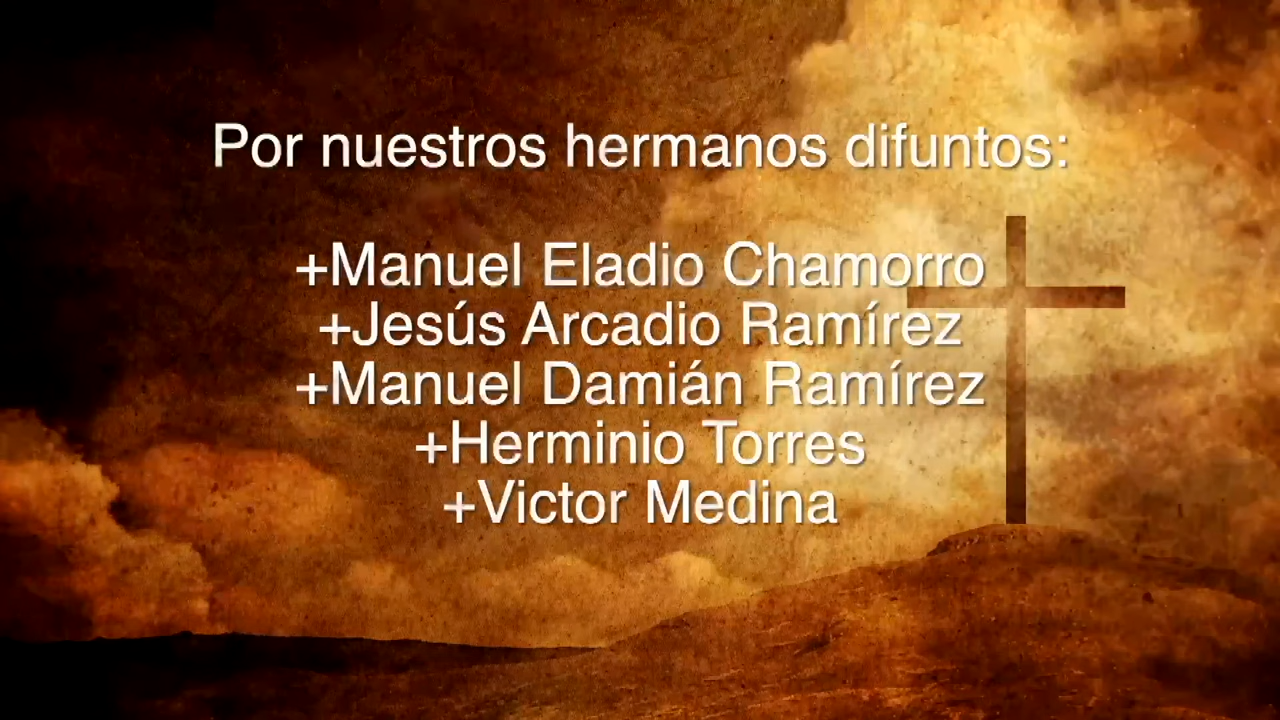 Por nuestros hermanos difuntos:
+Manuel Eladio Chamorro
+Jesús Arcadio Ramírez
+Manuel Damián Ramírez
+Herminio Torres
+Victor Medina